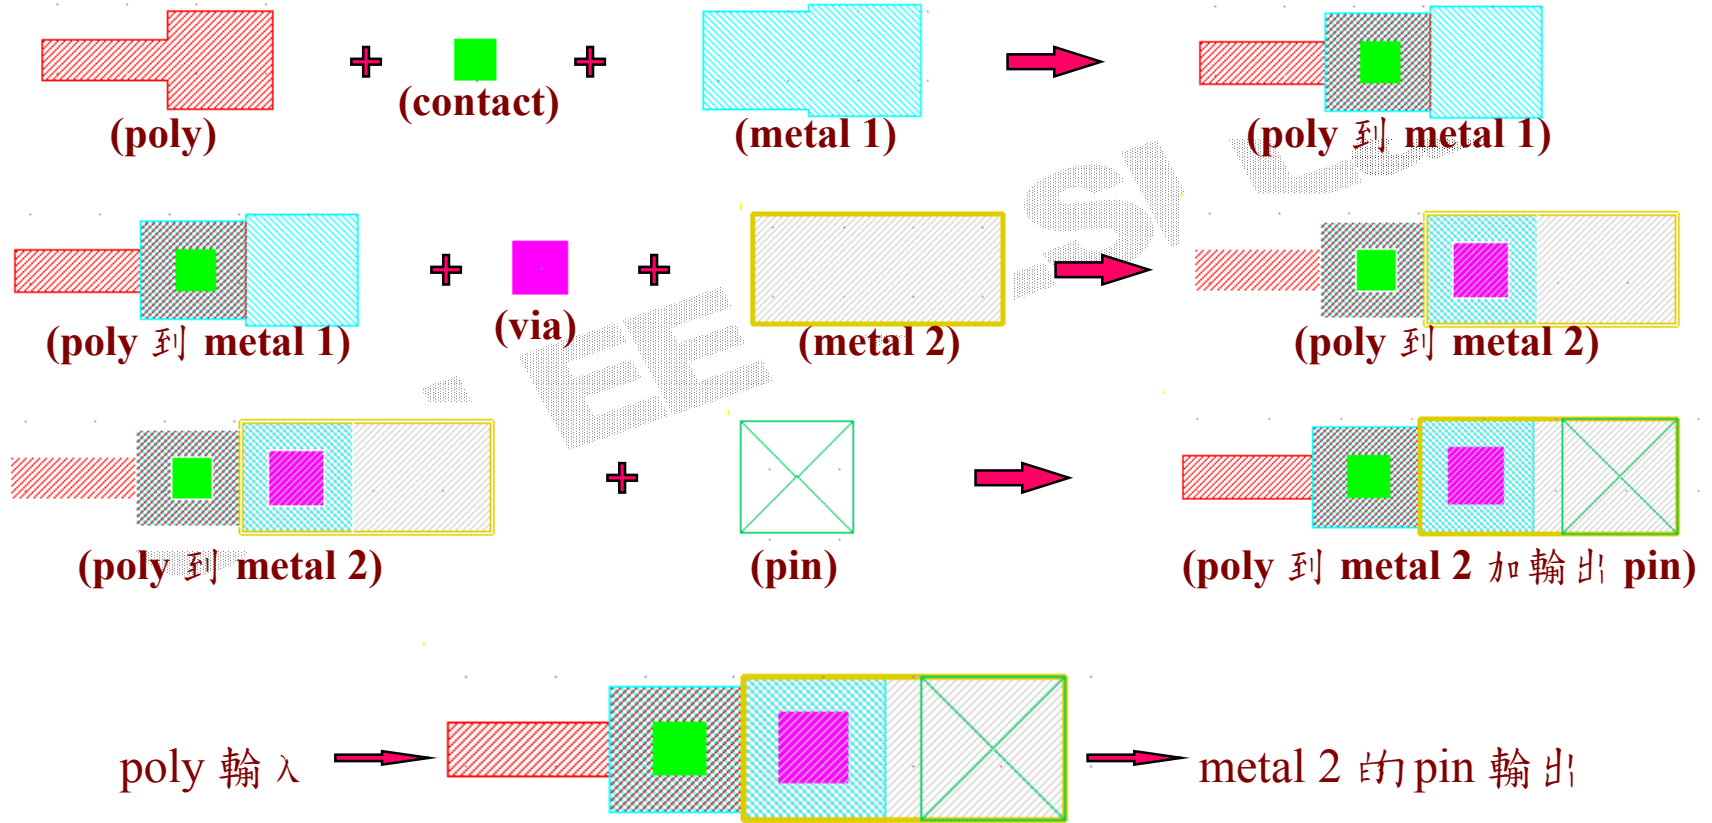 (poly)
(contact)
(metal 1)
(poly 到 metal 1)
(poly 到 metal 1)
(via)
(metal 2)
(poly 到 metal 2)
(poly 到 metal 2)
(pin)
(poly 到 metal 2 加輸出 pin)
poly 輸入
metal 2 的 pin 輸出